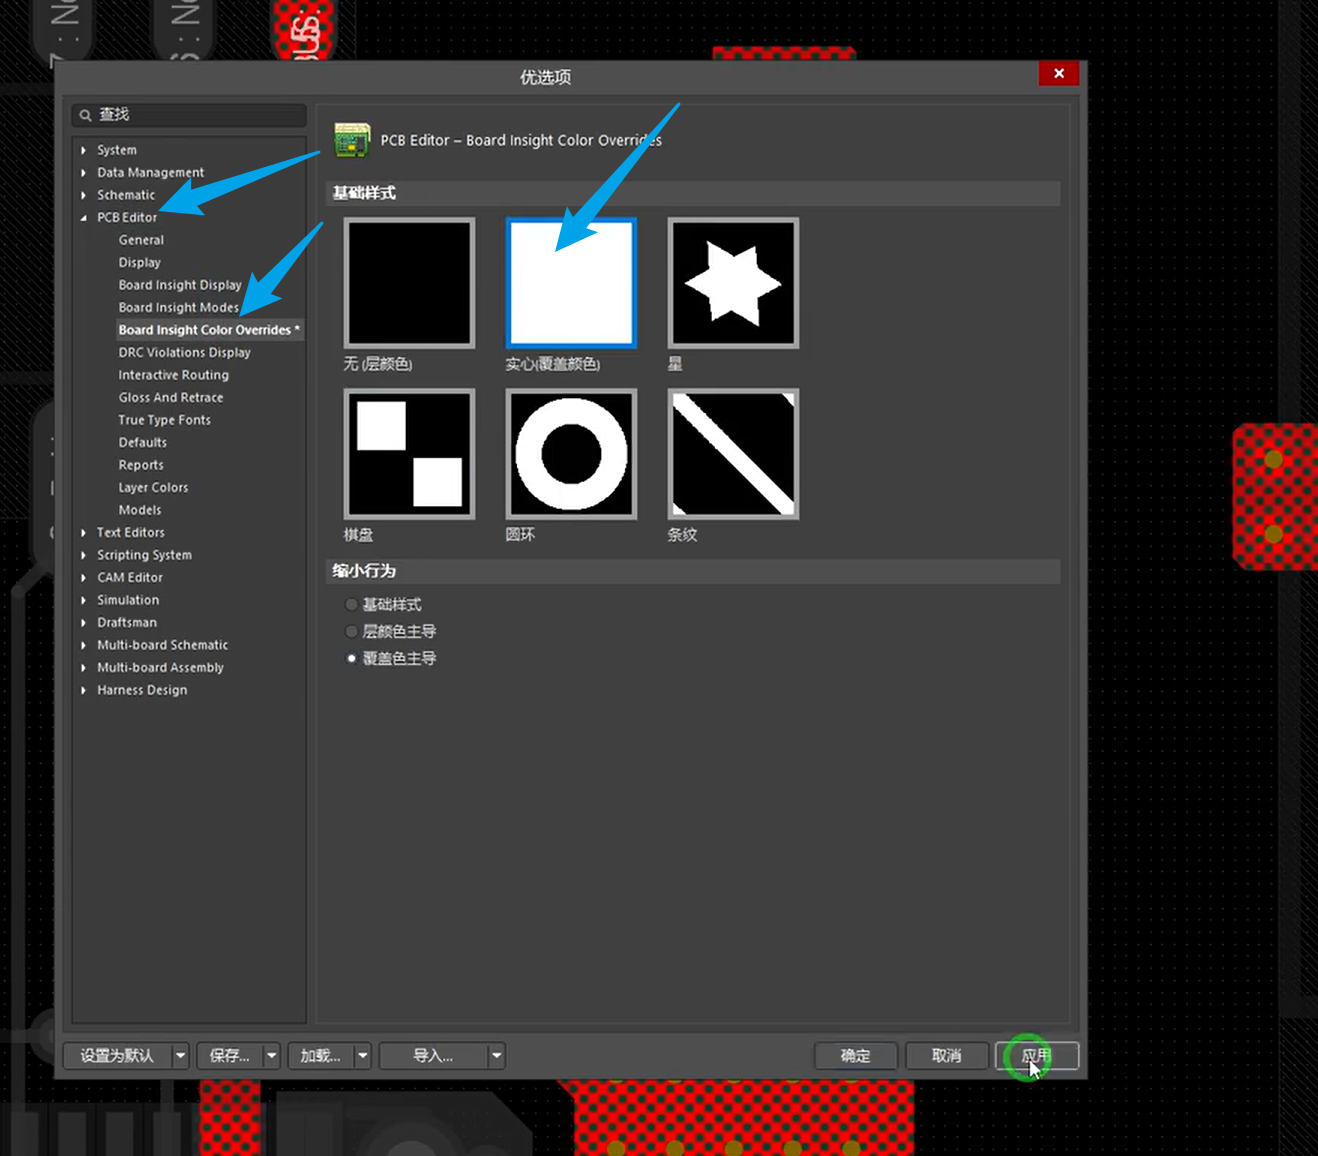 优选项
查找
System
Data Management
Schematic
PCB Editor
General
Display
Board Insight Display
Board Insight Modes
Board Insight Color Overrides *
DRC Violations Display
Interactive Routing
Gloss And Retrace
True Type Fonts
Defaults
Reports
Layer Colors
Models
Text Editors
Scripting System
CAM Editor
Simulation
Draftsman
Multi-board Schematic
Multi-board Assembly
Harness Design
PCB Editor – Board Insight Color Overrides
基础样式
无 (层颜色)
实心(覆盖颜色)
星
棋盘
圆环
条纹
缩小行为
基础样式
层颜色主导
覆盖色主导
设置为默认
保存...
加载...
导入...
确定
取消
应用